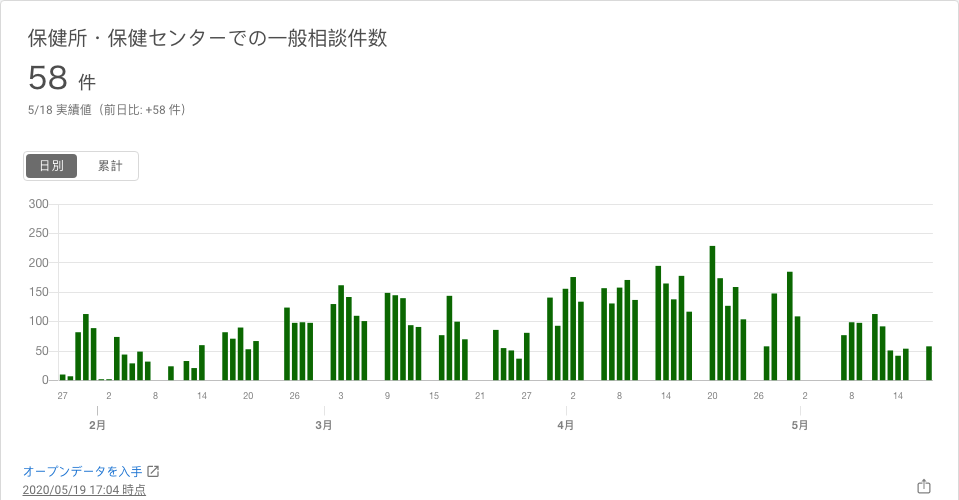 保健所・保健センターでの一般相談件数
58 件
5/18 実績値（前日比: +58 件）
日別 累計
300
250
200
150
100
50
0
27 2 8 14 20 26 3 9 15 21 27 2 8 14 20 26 2 8 14
2月 3月 4月 5月
オープンデータを入手
2020/05/19 17:04 時点